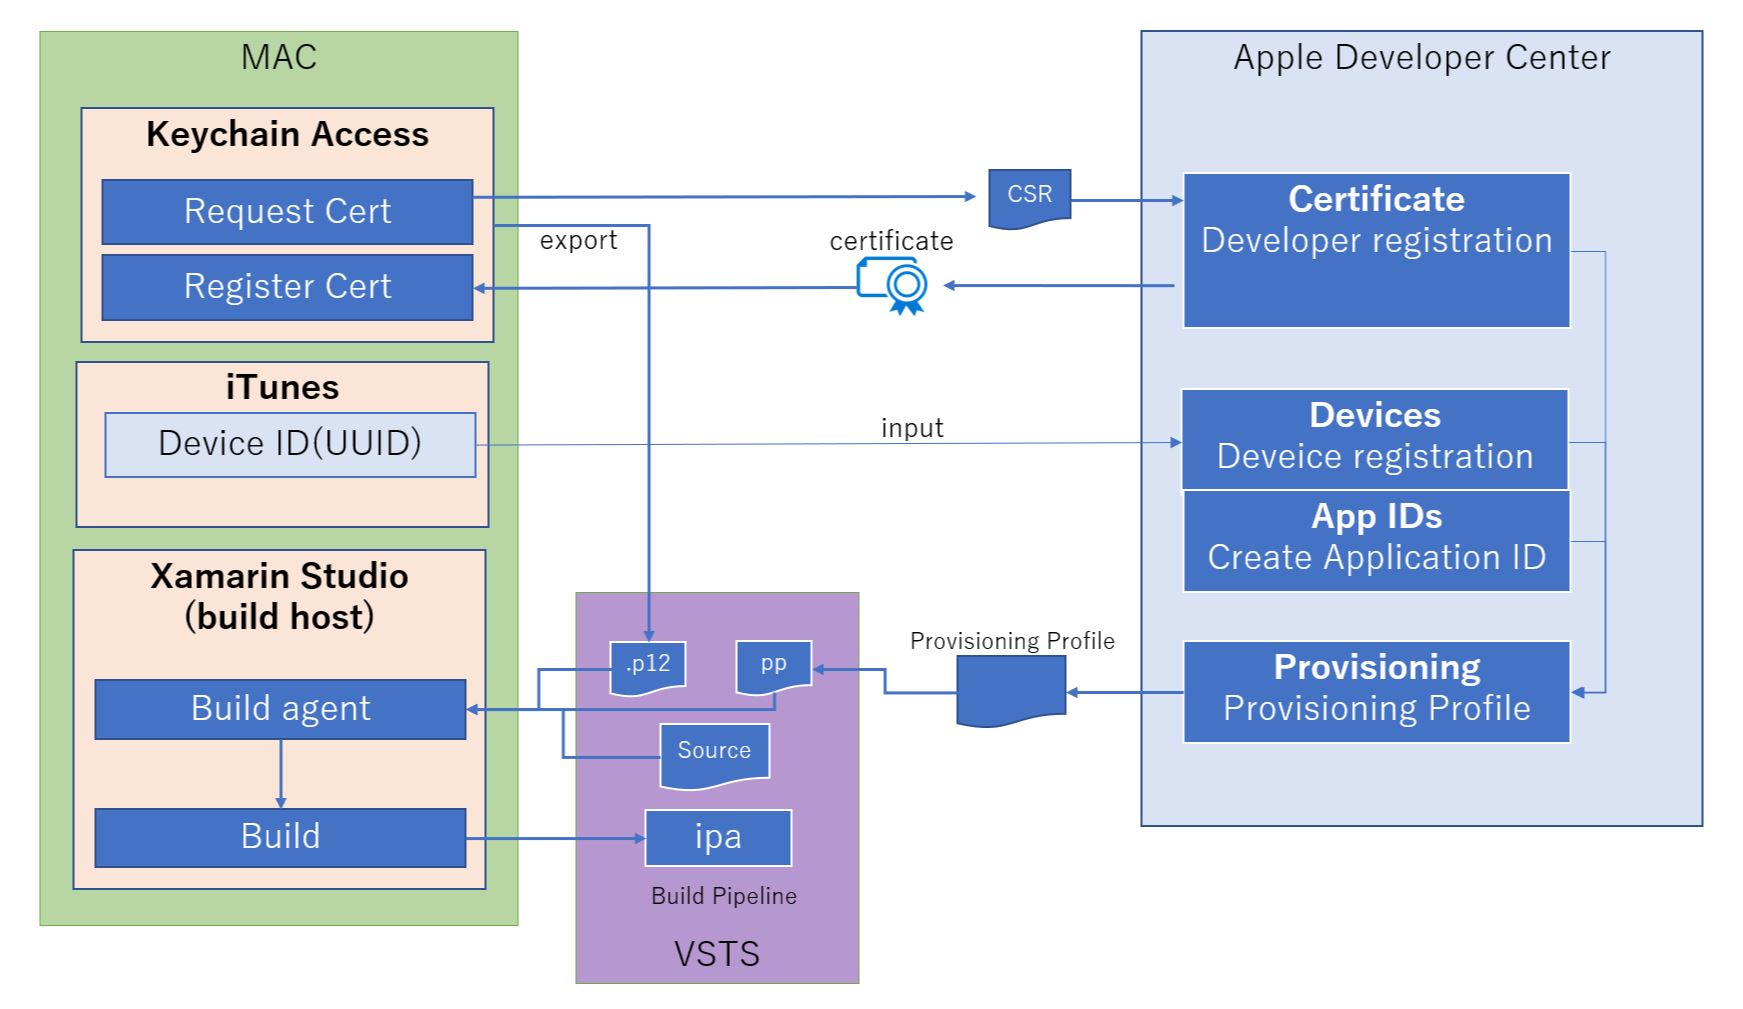 MAC
Keychain Access
Request Cert
Register Cert
export
certificate
CSR
iTunes
Device ID(UUID)
input
Xamarin Studio
(build host)
Build agent
Build
.p12
pp
Source
ipa
Build Pipeline
VSTS
Provisioning Profile
Apple Developer Center
Certificate
Developer registration
Devices
Deveice registration
App IDs
Create Application ID
Provisioning
Provisioning Profile